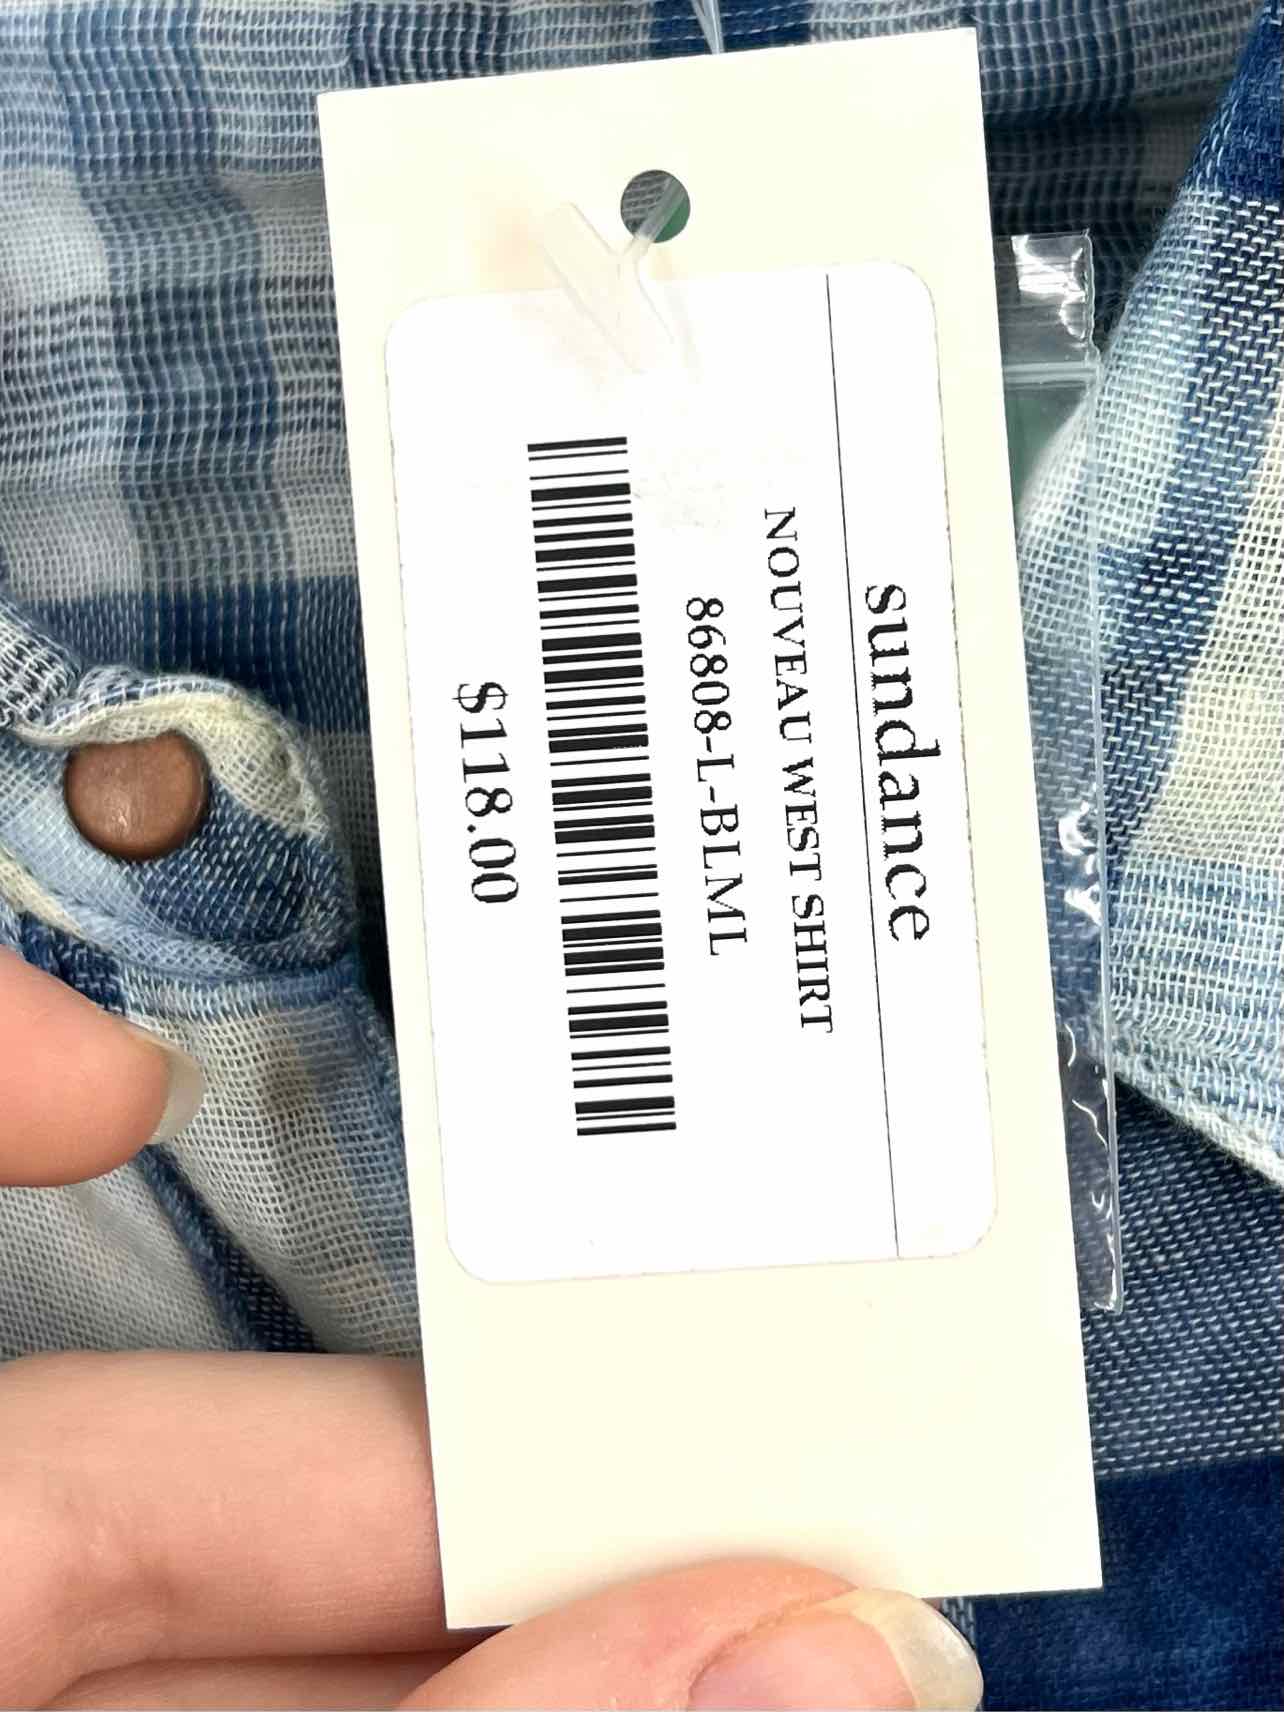 sundance
NOUVEAU WEST SHIRT
86808-L-BLML
$118.00